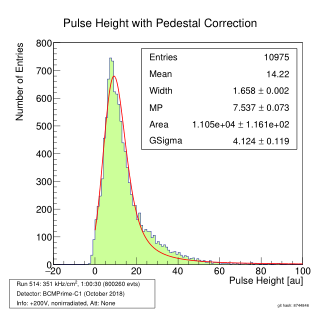 Pulse Height with Pedestal Correction
Number of Entries
800
700
600
500
400
300
200
100
0
Entries 10975
Mean 14.22
Width 1.658 ± 0.002
MP 7.537 ± 0.073
Area 1.105e+04 ± 1.161e+02
GSigma 4.124 ± 0.119
−20 0 20 40 60 80 100
Pulse Height [au]
Run 514: 351 kHz/cm², 1:00:30 (800260 evts)
Detector: BCMPrime-C1 (October 2018)
Info: +200V, nonirradiated, Att: None